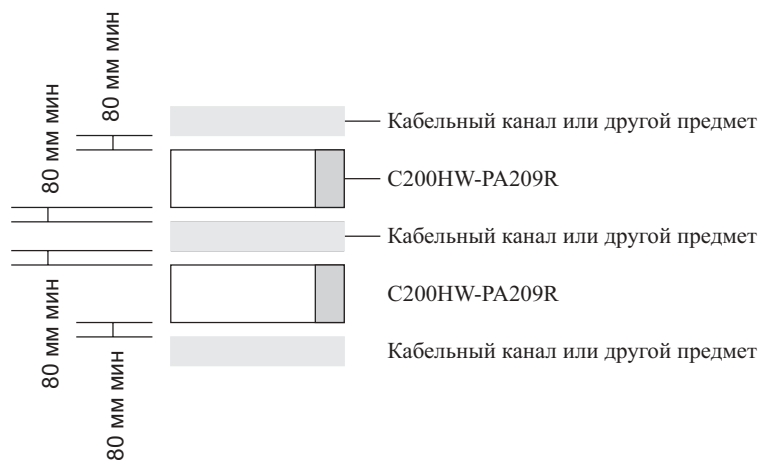 80 мм мин
80 мм мин
Кабельный канал или другой предмет
C200HW-PA209R
Кабельный канал или другой предмет
C200HW-PA209R
Кабельный канал или другой предмет
80 мм мин
80 мм мин